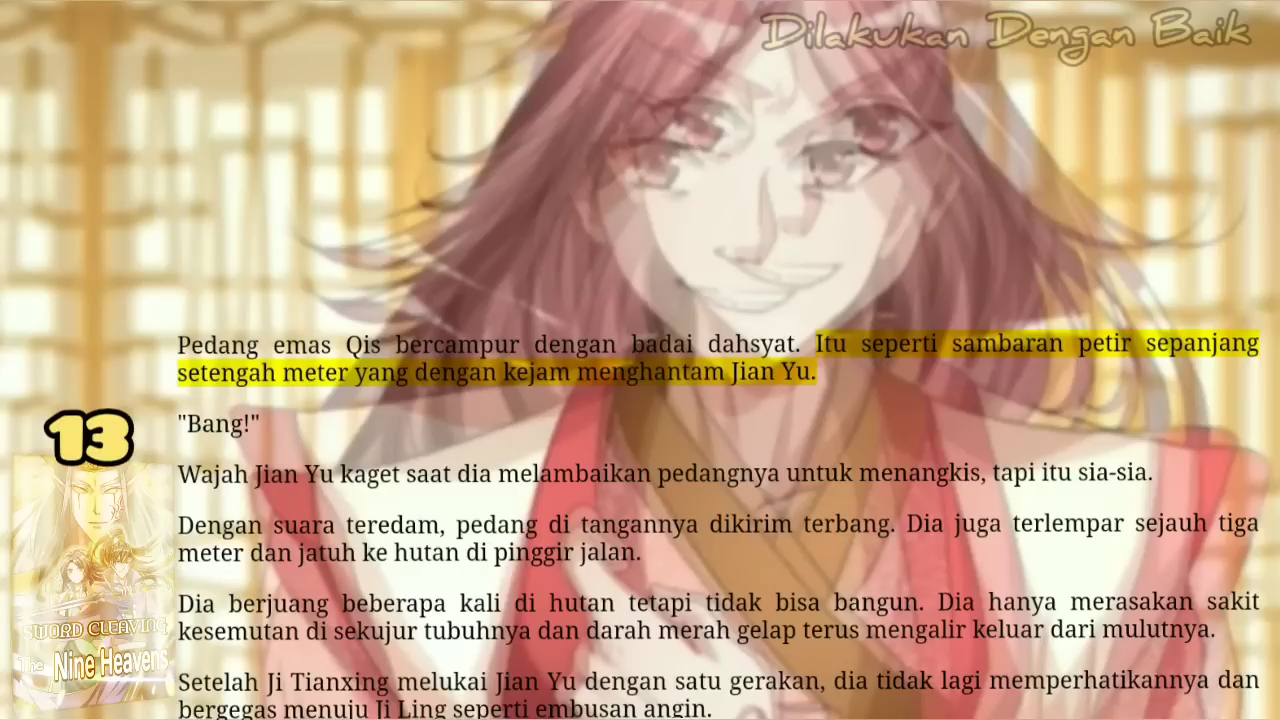 Dilakukan Dengan Baik
Pedang emas Qis bercampur dengan badai dahsyat. Itu seperti sambaran petir sepanjang
setengah meter yang dengan kejam menghantam Jian Yu.
"Bang!"
13
Wajah Jian Yu kaget saat dia melambaikan pedangnya untuk menangkis, tapi itu sia-sia.
Dengan suara teredam, pedang di tangannya dikirim terbang. Dia juga terlempar sejauh tiga
meter dan jatuh ke hutan di pinggir jalan.
Dia berjuang beberapa kali di hutan tetapi tidak bisa bangun. Dia hanya merasakan sakit
kesemutan di sekujur tubuhnya dan darah merah gelap terus mengalir keluar dari mulutnya.
SWORD CLEAVING
The Nine Heavens
Setelah Ji Tianxing melukai Jian Yu dengan satu gerakan, dia tidak lagi memperhatikannya dan
bergegas menuju Ji Ling seperti embusan angin.